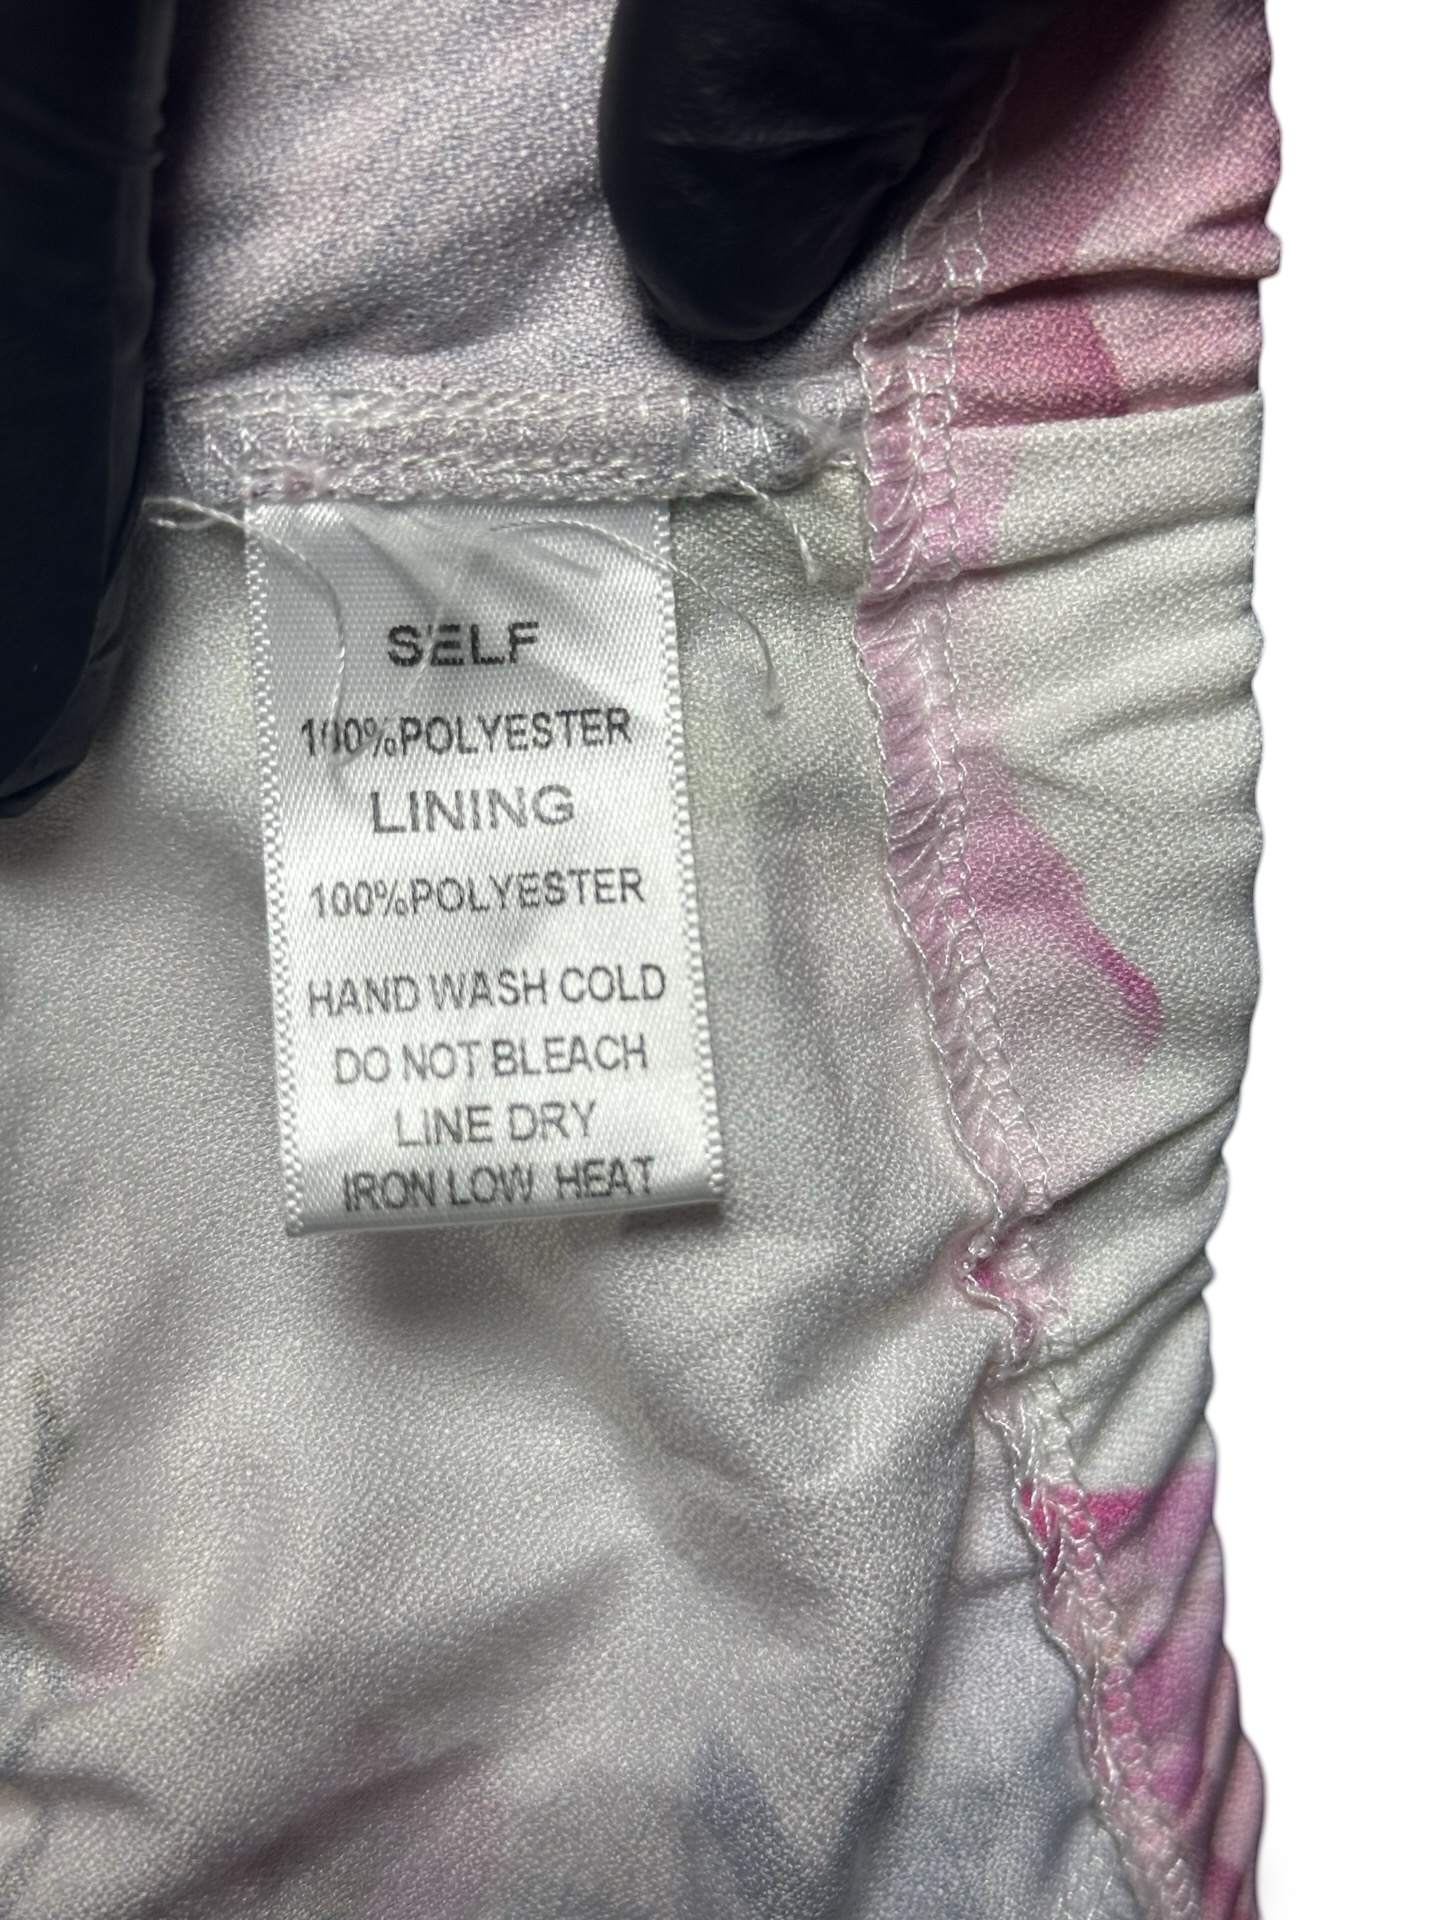 SELF
100%POLYESTER
LINING
100%POLYESTER
HAND WASH COLD
DO NOT BLEACH
LINE DRY
IRON LOW HEAT